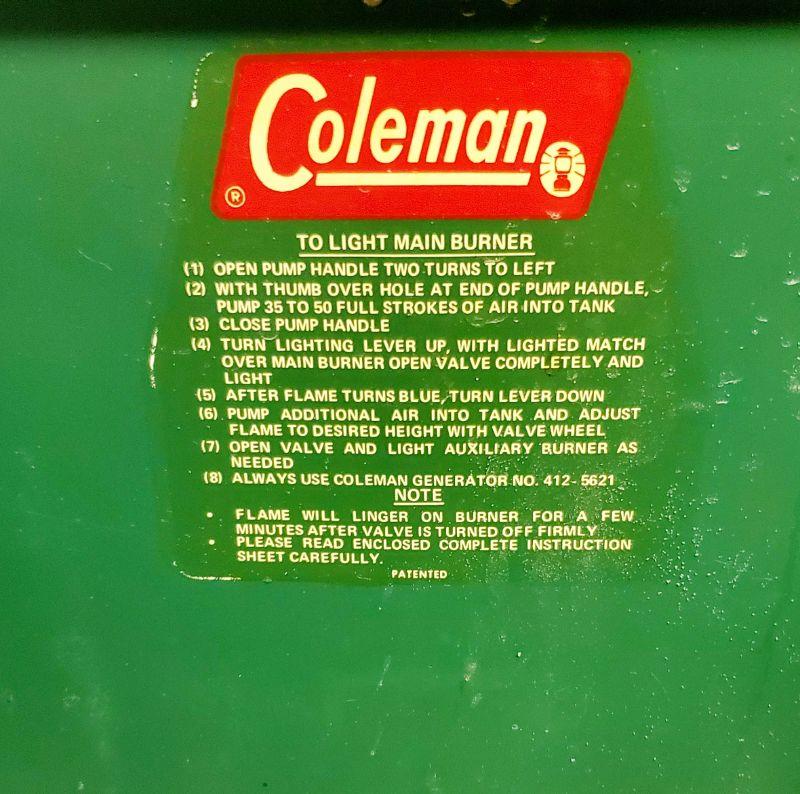 Coleman
®
TO LIGHT MAIN BURNER
(1) OPEN PUMP HANDLE TWO TURNS TO LEFT
(2) WITH THUMB OVER HOLE AT END OF PUMP HANDLE,
PUMP 35 TO 50 FULL STROKES OF AIR INTO TANK
(3) CLOSE PUMP HANDLE
(4) TURN LIGHTING LEVER UP, WITH LIGHTED MATCH
OVER MAIN BURNER OPEN VALVE COMPLETELY AND
LIGHT
(5) AFTER FLAME TURNS BLUE, TURN LEVER DOWN
(6) PUMP ADDITIONAL AIR INTO TANK AND ADJUST
FLAME TO DESIRED HEIGHT WITH VALVE WHEEL
(7) OPEN VALVE AND LIGHT AUXILIARY BURNER AS
NEEDED
(8) ALWAYS USE COLEMAN GENERATOR NO. 412-5621
NOTE
• FLAME WILL LINGER ON BURNER FOR A FEW
MINUTES AFTER VALVE IS TURNED OFF FIRMLY
• PLEASE READ ENCLOSED COMPLETE INSTRUCTION
SHEET CAREFULLY.
PATENTED